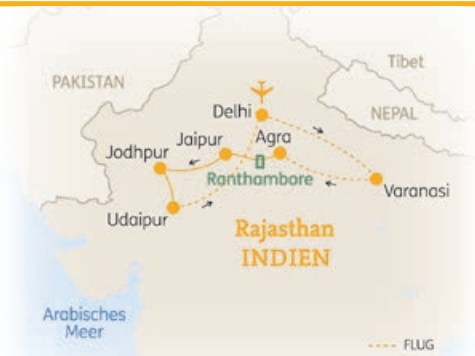 Tibet
PAKISTAN
NEPAL
Delhi
Jaipur
Agra
Jodhpur
Ranthambore
Varanasi
Udaipur
Rajasthan
INDIEN
Arabisches
Meer
FLUG